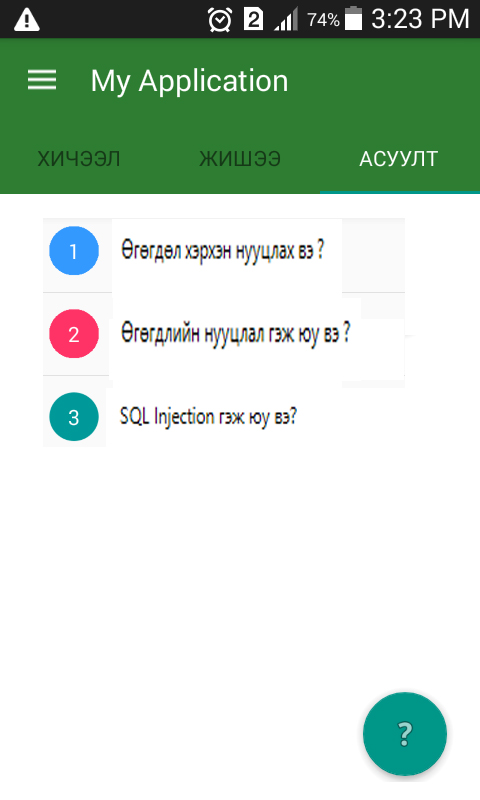 2 74% 3:23 PM
My Application
ХИЧЭЭЛ ЖИШЭЭ АСУУЛТ
1 Өгөгдөл хэрхэн нууцлах вэ ?
2 Өгөгдлийн нууцлал гэж юу вэ ?
3 SQL Injection гэж юу вэ?
?